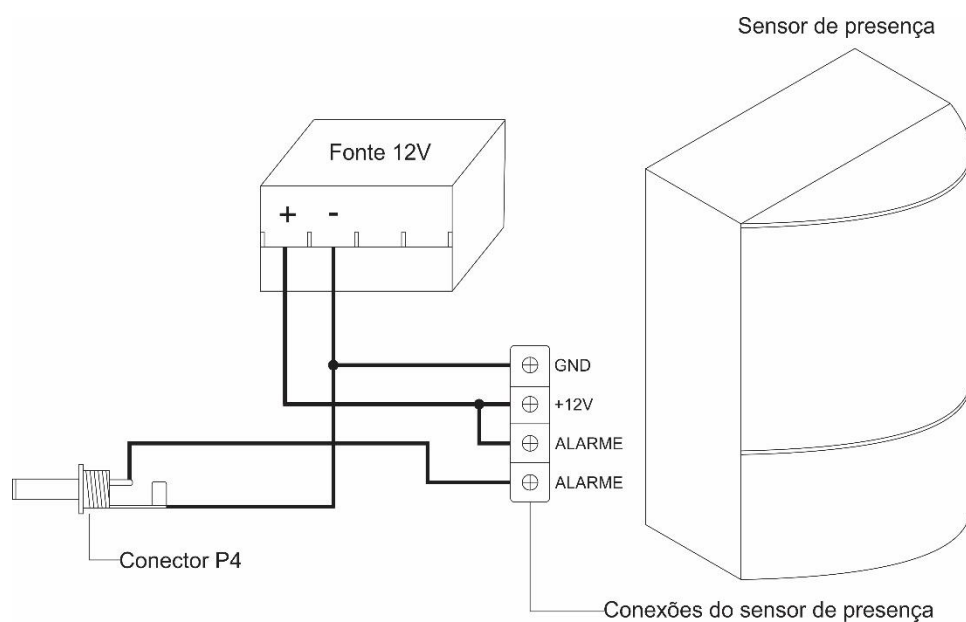 Sensor de presença
Fonte 12V
+ -
GND
+12V
ALARME
ALARME
Conector P4
Conexões do sensor de presença